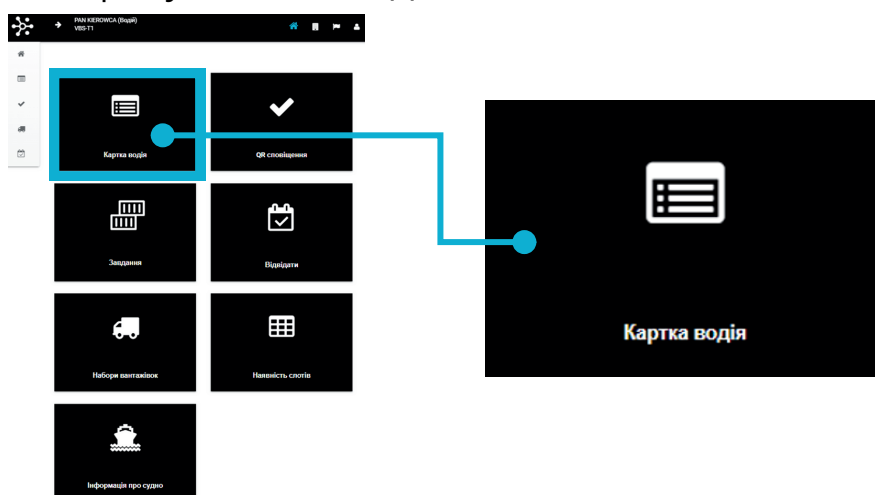 PAN KIEROWCA (Водій)
VBS-T1
Картка водія
QR сповіщення
Завдання
Відвідати
Набори вантажівок
Наявність слотів
Інформація про судно
Картка водія